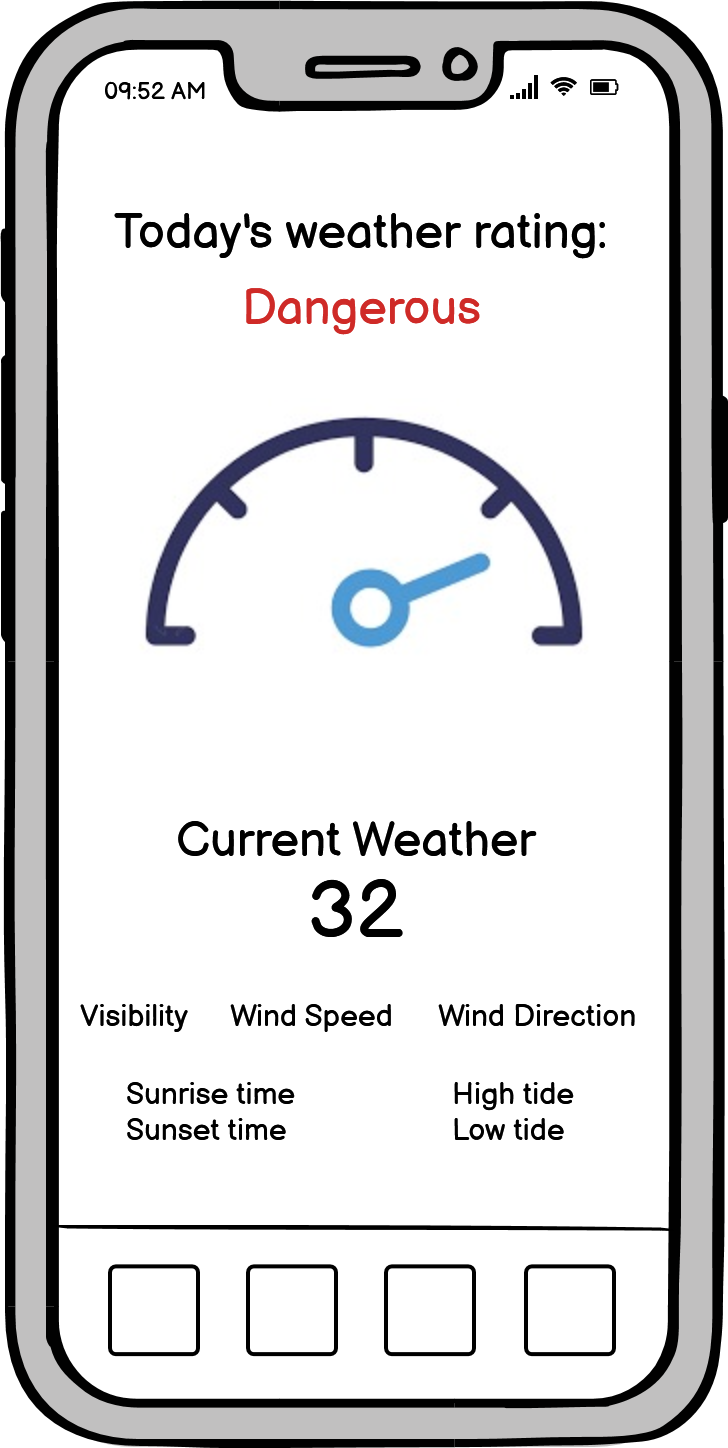 09:52 AM
Today's weather rating:
Dangerous
Current Weather
32
Visibility Wind Speed Wind Direction
Sunrise time High tide
Sunset time Low tide